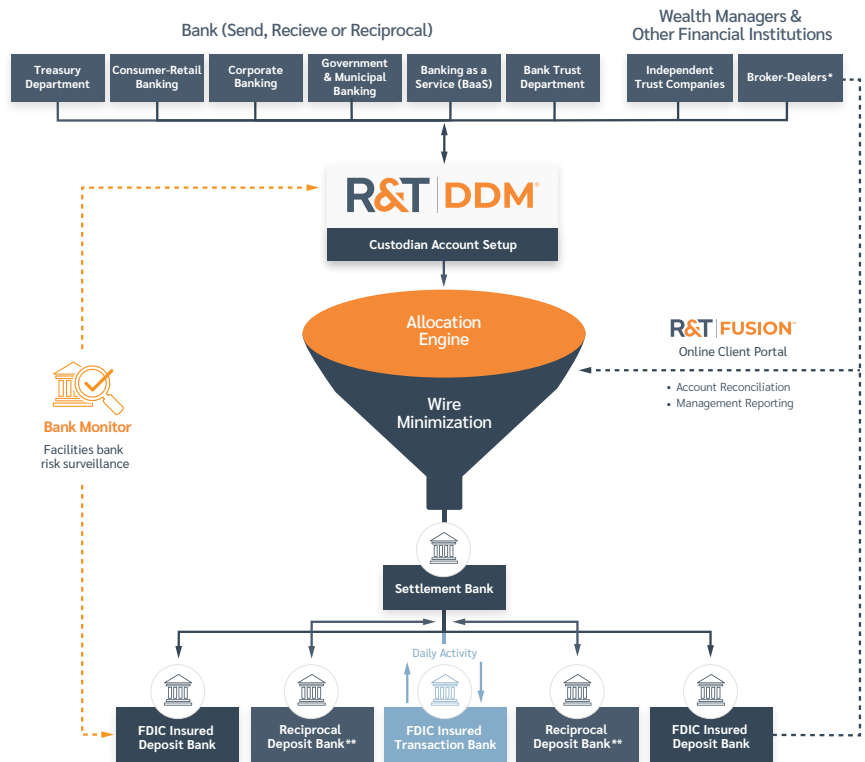 Bank (Send, Recieve or Reciprocal)
Wealth Managers &
Other Financial Institutions
Treasury
Department
Consumer-Retail
Banking
Corporate
Banking
Government
& Municipal
Banking
Banking as a
Service (BaaS)
Bank Trust
Department
Independent
Trust Companies
Broker-Dealers*
R&T DDM®
Custodian Account Setup
Allocation
Engine
Wire
Minimization
R&T FUSION™
Online Client Portal
• Account Reconciliation
• Management Reporting
Bank Monitor
Facilities bank
risk surveillance
Settlement Bank
Daily Activity
FDIC Insured
Deposit Bank
Reciprocal
Deposit Bank**
FDIC Insured
Transaction Bank
Reciprocal
Deposit Bank**
FDIC Insured
Deposit Bank